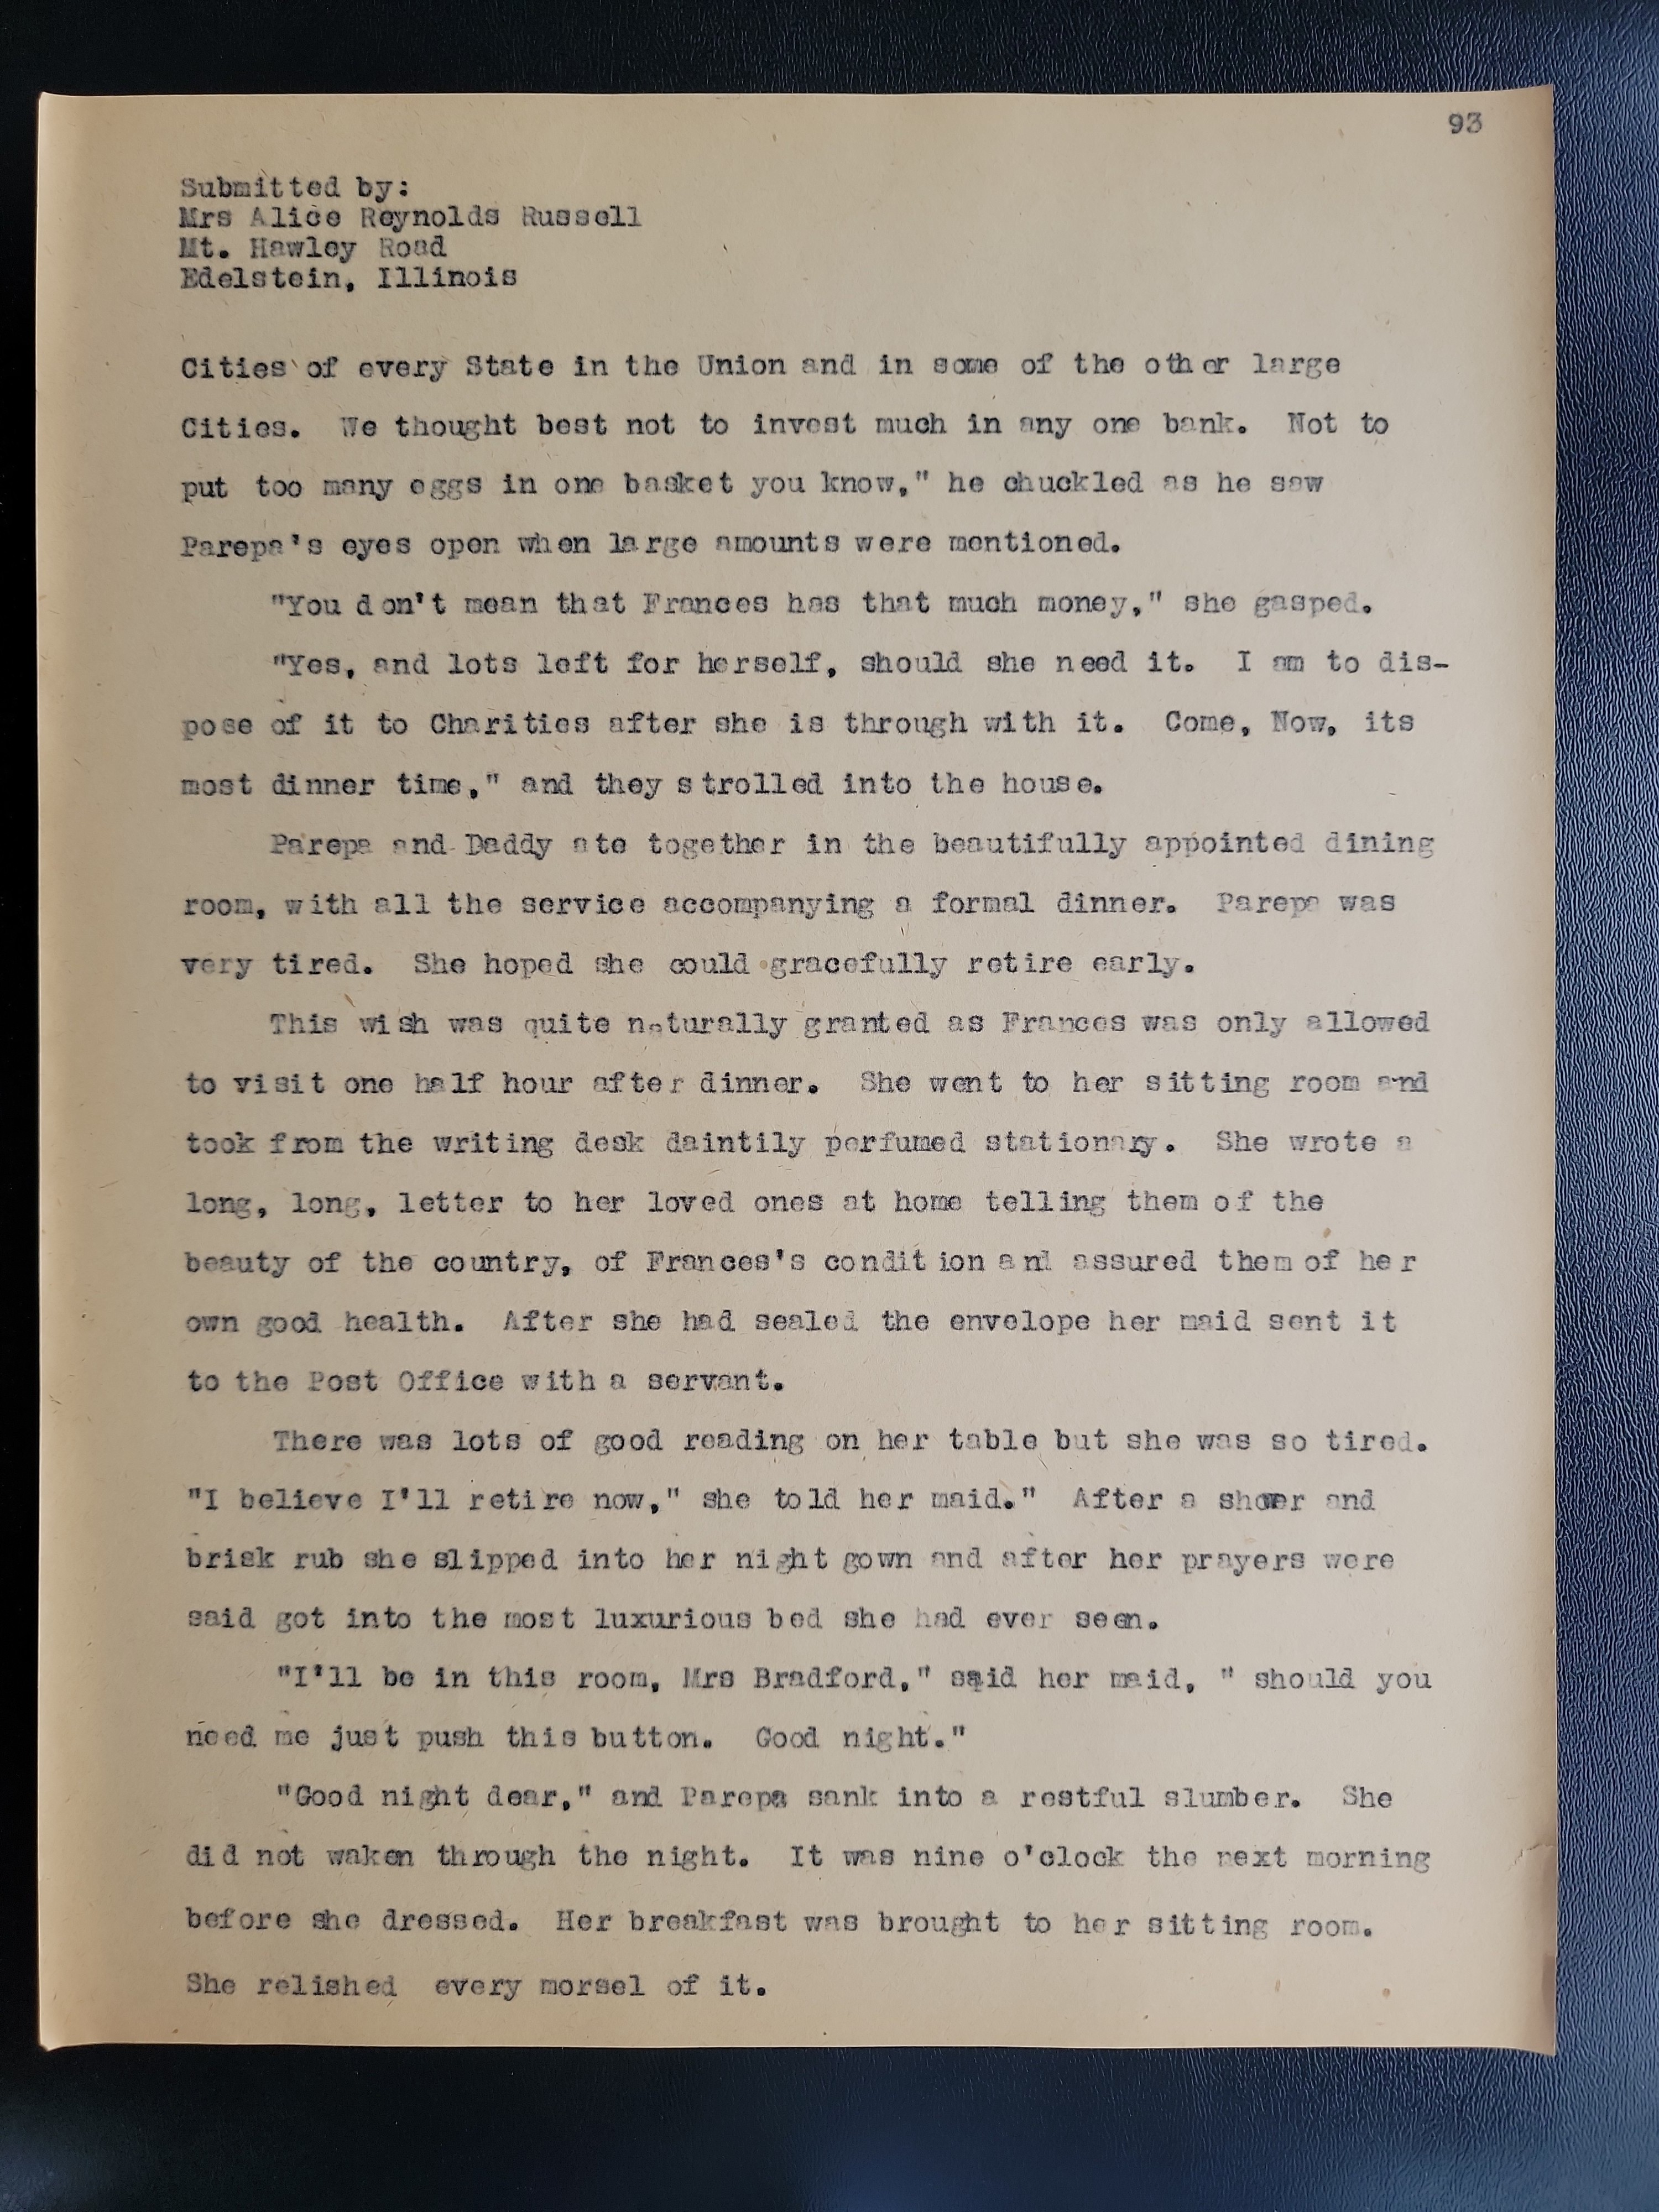 93
Submitted by:
Mrs Alice Reynolds Russell
Mt. Hawley Road
Edelstein, Illinois
Cities of every State in the Union and in some of the other large
Cities. We thought best not to invest much in any one bank. Not to
put too many eggs in one basket you know," he chuckled as he saw
Parepa's eyes open when large amounts were mentioned.
"You don't mean that Frances has that much money," she gasped.
"Yes, and lots left for herself, should she need it. I am to dis-
pose of it to Charities after she is through with it. Come, Now, its
most dinner time," and they strolled into the house.
Parepa and Daddy ate together in the beautifully appointed dining
room, with all the service accompanying a formal dinner. Parepa was
very tired. She hoped she could gracefully retire early.
This wish was quite naturally granted as Frances was only allowed
to visit one half hour after dinner. She went to her sitting room and
took from the writing desk daintily perfumed stationary. She wrote a
long, long, letter to her loved ones at home telling them of the
beauty of the country, of Frances's condition and assured them of her
own good health. After she had sealed the envelope her maid sent it
to the Post Office with a servant.
There was lots of good reading on her table but she was so tired.
"I believe I'll retire now," she told her maid." After a shower and
brisk rub she slipped into her night gown and after her prayers were
said got into the most luxurious bed she had ever seen.
"I'll be in this room, Mrs Bradford," said her maid, " should you
need me just push this button. Good night."
"Good night dear," and Parepa sank into a restful slumber. She
did not waken through the night. It was nine o'clock the next morning
before she dressed. Her breakfast was brought to her sitting room.
She relished every morsel of it.